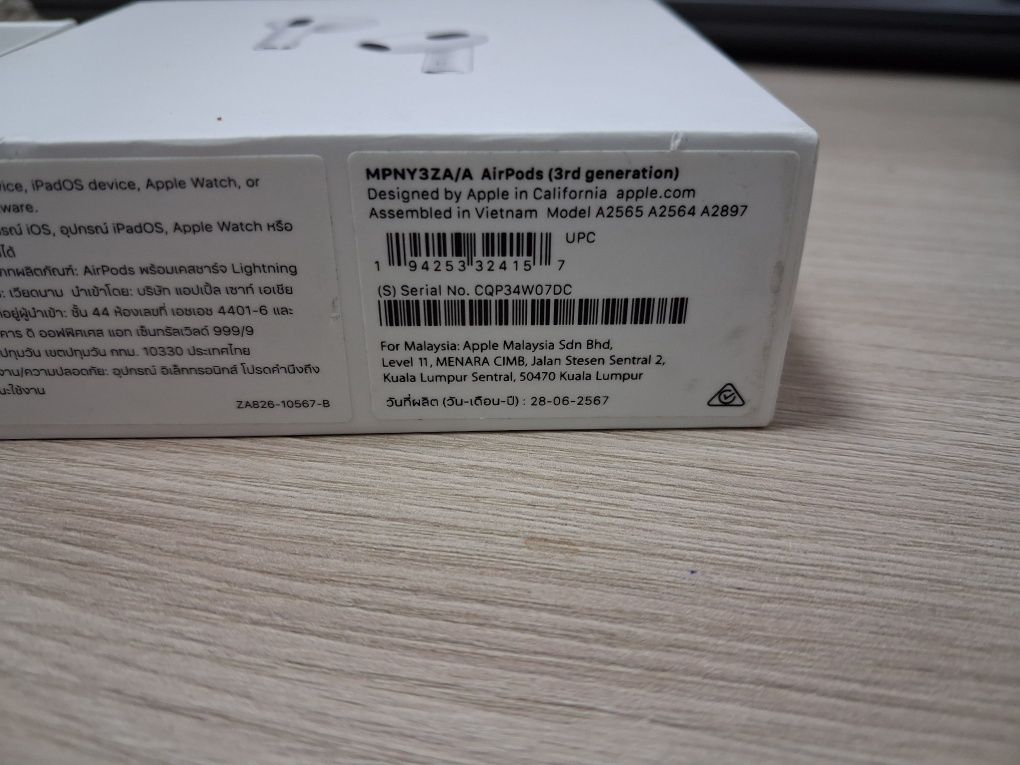 ice, iPadOS device, Apple Watch, or
ware.
รณ์ iOS, อุปกรณ์ iPadOS, Apple Watch หรือ
ได้
ผลิตภัณฑ์: AirPods พร้อมเคสชาร์จ Lightning
: เวียดนาม นำเข้าโดย: บริษัท แอปเปิ้ล เซาท์ เอเชีย
อยู่ผู้นำเข้า: ชั้น 44 ห้องเลขที่ เอชเอช 4401-6 และ
คาร ดิ ออฟฟิศเศส แอท เซ็นทรัลเวิลด์ 999/9
ปทุมวัน เขตปทุมวัน กทม. 10330 ประเทศไทย
งาน/ความปลอดภัย: อุปกรณ์ อิเล็กทรอนิกส์ โปรดคำนึงถึง
ณะใช้งาน
ZA826-10567-B
MPNY3ZA/A AirPods (3rd generation)
Designed by Apple in California apple.com
Assembled in Vietnam Model A2565 A2564 A2897
UPC
1 94253 32415 7
(S) Serial No. CQP34W07DC
For Malaysia: Apple Malaysia Sdn Bhd,
Level 11, MENARA CIMB, Jalan Stesen Sentral 2,
Kuala Lumpur Sentral, 50470 Kuala Lumpur
วันที่ผลิต (วัน-เดือน-ปี) : 28-06-2567